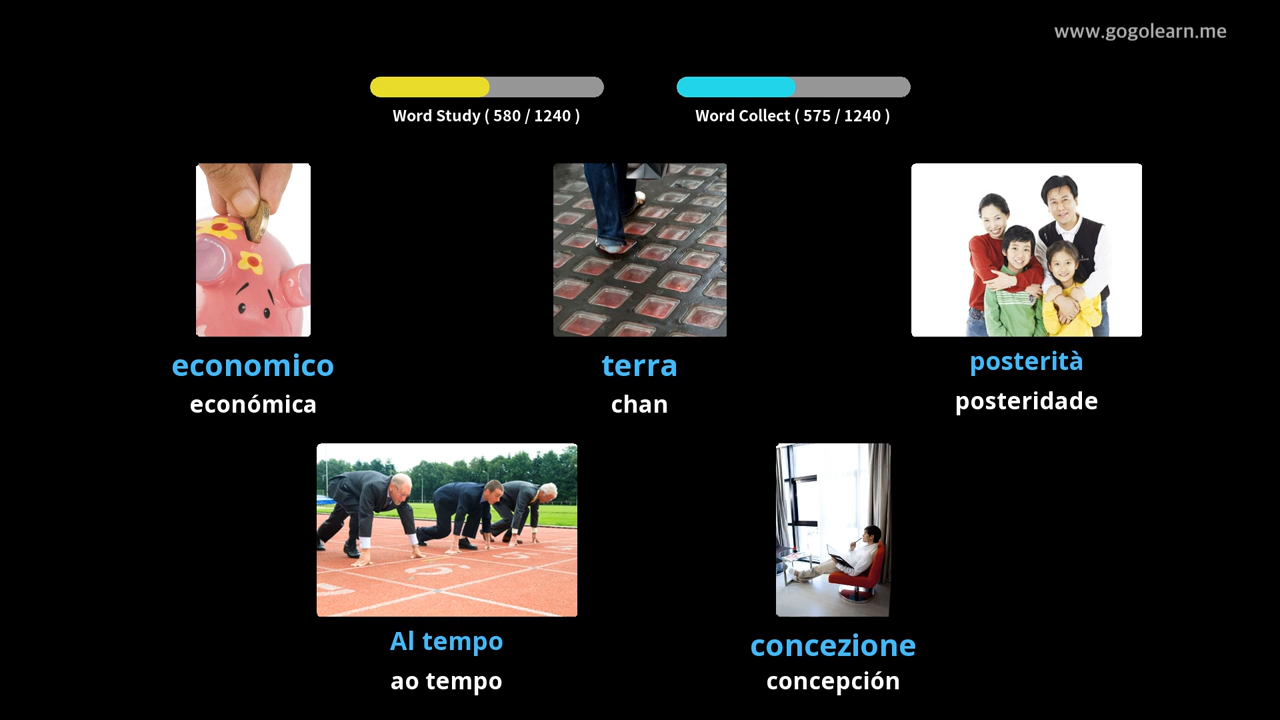 www.gogolearn.me
Word Study ( 580 / 1240 )
Word Collect ( 575 / 1240 )
economico
económica
terra
chan
posterità
posteridade
Al tempo
ao tempo
concezione
concepción